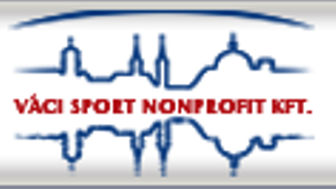 VÁCI SPORT NONPROFIT KFT.